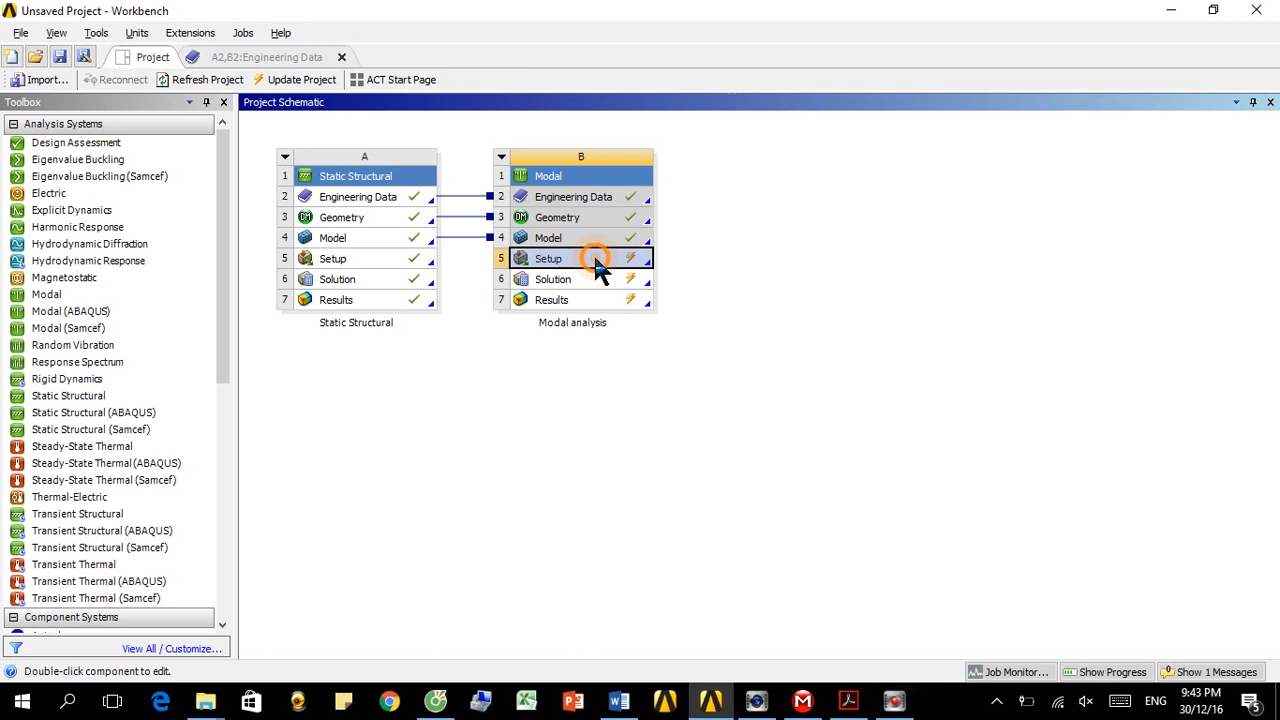 Unsaved Project - Workbench
File View Tools Units Extensions Jobs Help
Project A2,B2:Engineering Data
Import... Reconnect Refresh Project Update Project ACT Start Page
Toolbox
Project Schematic
Analysis Systems
Design Assessment
Eigenvalue Buckling
Eigenvalue Buckling (Samcef)
Electric
Explicit Dynamics
Harmonic Response
Hydrodynamic Diffraction
Hydrodynamic Response
Magnetostatic
Modal
Modal (ABAQUS)
Modal (Samcef)
Random Vibration
Response Spectrum
Rigid Dynamics
Static Structural
Static Structural (ABAQUS)
Static Structural (Samcef)
Steady-State Thermal
Steady-State Thermal (ABAQUS)
Steady-State Thermal (Samcef)
Thermal-Electric
Transient Structural
Transient Structural (ABAQUS)
Transient Structural (Samcef)
Transient Thermal
Transient Thermal (ABAQUS)
Transient Thermal (Samcef)
Component Systems
View All / Customize...
A
1 Static Structural
2 Engineering Data
3 DM Geometry
4 Model
5 Setup
6 Solution
7 Results
Static Structural
B
1 Modal
2 Engineering Data
3 DM Geometry
4 Model
5 Setup
6 Solution
7 Results
Modal analysis
Double-click component to edit.
Job Monitor... Show Progress Show 1 Messages
ENG
9:43 PM
30/12/16
5